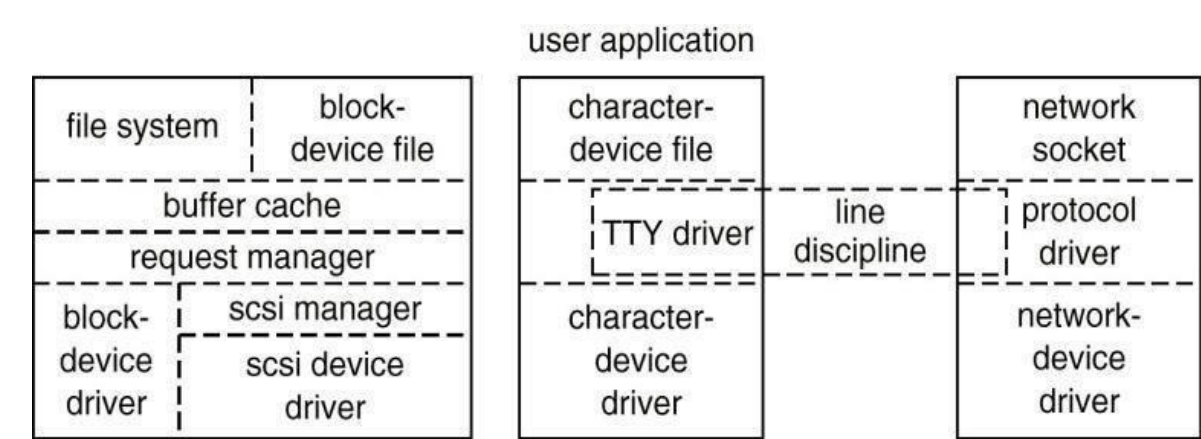 user application
file system
block-
device file
buffer cache
request manager
block-
device
driver
scsi manager
scsi device
driver
character-
device file
TTY driver
line
discipline
character-
device
driver
network
socket
protocol
driver
network-
device
driver